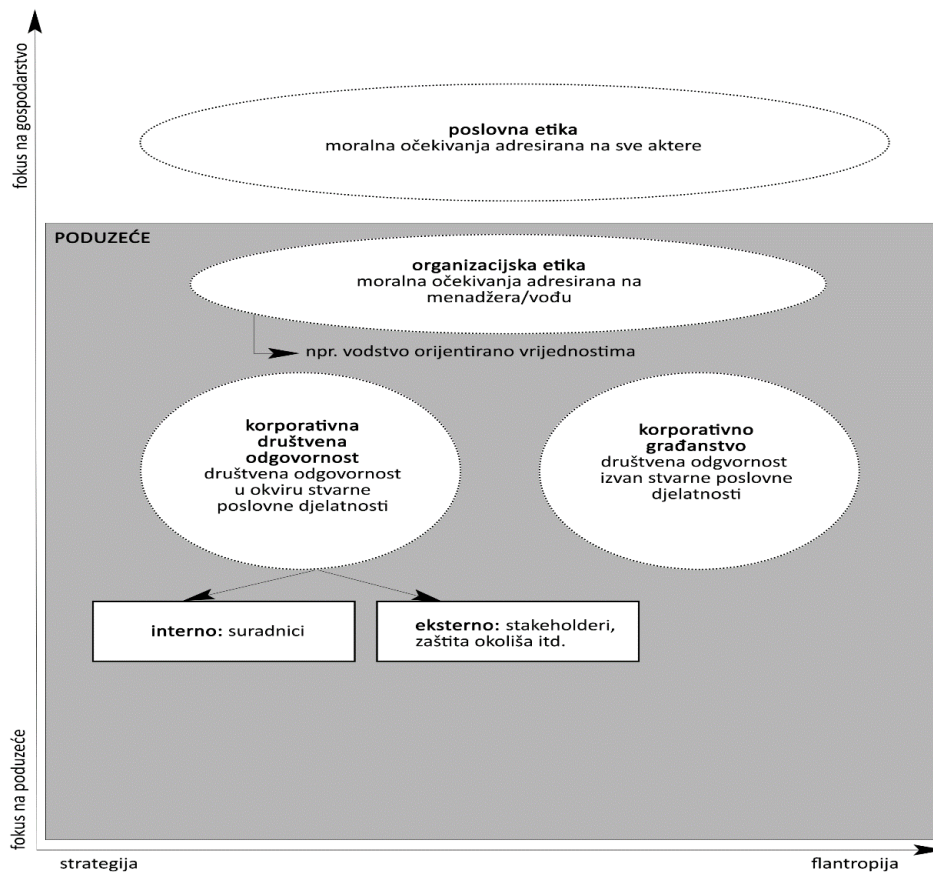 fokus na gospodarstvo
poslovna etika
moralna očekivanja adresirana na sve aktere
PODUZEĆE
organizacijska etika
moralna očekivanja adresirana na
menadžera/vođu
npr. vodstvo orijentirano vrijednostima
korporativna
društvena
odgovornost
društvena odgovornost
u okviru stvarne
poslovne djelatnosti
korporativno
građanstvo
društvena odgvornost
izvan stvarne poslovne
djelatnosti
interno: suradnici
eksterno: stakeholderi,
zaštita okoliša itd.
fokus na poduzeće
strategija
flantropija